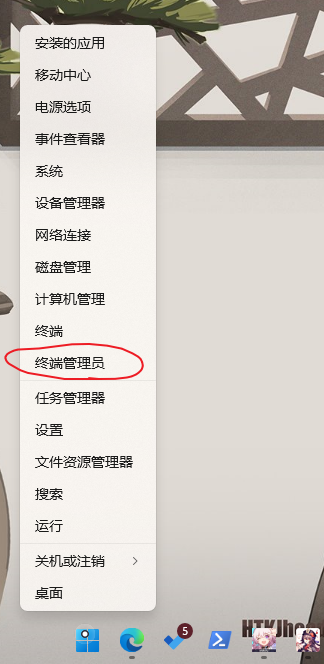 安装的应用
移动中心
电源选项
事件查看器
系统
设备管理器
网络连接
磁盘管理
计算机管理
终端
终端管理员
任务管理器
设置
文件资源管理器
搜索
运行
关机或注销
桌面
5